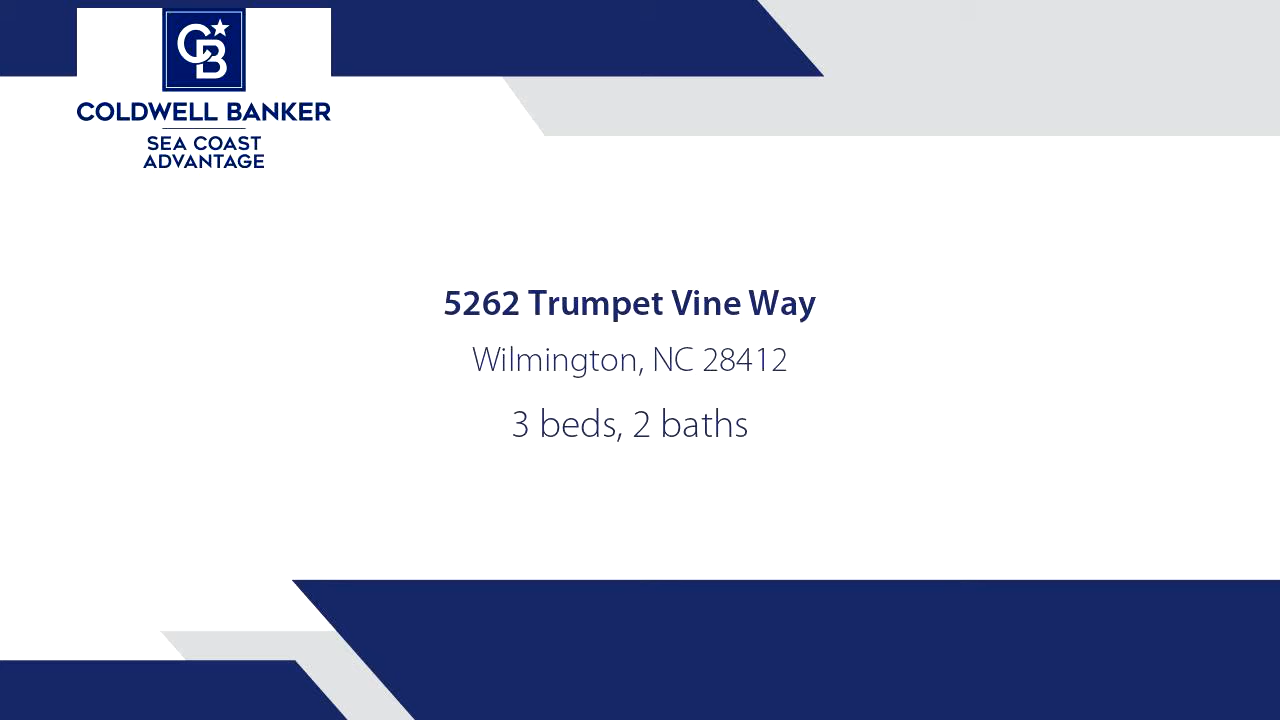 CB
COLDWELL BANKER
SEA COAST
ADVANTAGE
5262 Trumpet Vine Way
Wilmington, NC 28412
3 beds, 2 baths